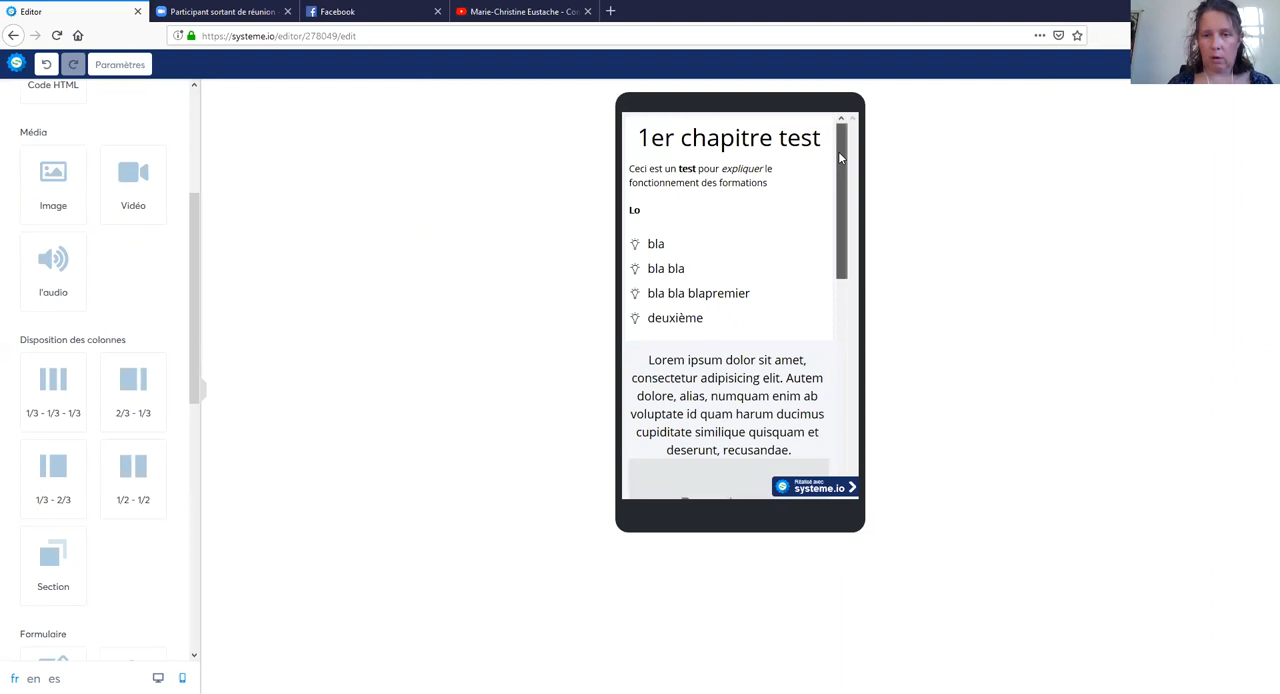 Editor
Participant sortant de réunion
Facebook
Marie-Christine Eustache - Co
https://systeme.io/editor/278049/edit
Paramètres
Code HTML
Média
Image
Vidéo
l'audio
Disposition des colonnes
1/3 - 1/3 - 1/3
2/3 - 1/3
1/3 - 2/3
1/2 - 1/2
Section
Formulaire
fr en es
1er chapitre test
Ceci est un test pour expliquer le
fonctionnement des formations
Lo
bla
bla bla
bla bla blapremier
deuxième
Lorem ipsum dolor sit amet,
consectetur adipisicing elit. Autem
dolore, alias, numquam enim ab
voluptate id quam harum ducimus
cupiditate similique quisquam et
deserunt, recusandae.
Réalisé avec
systeme.io